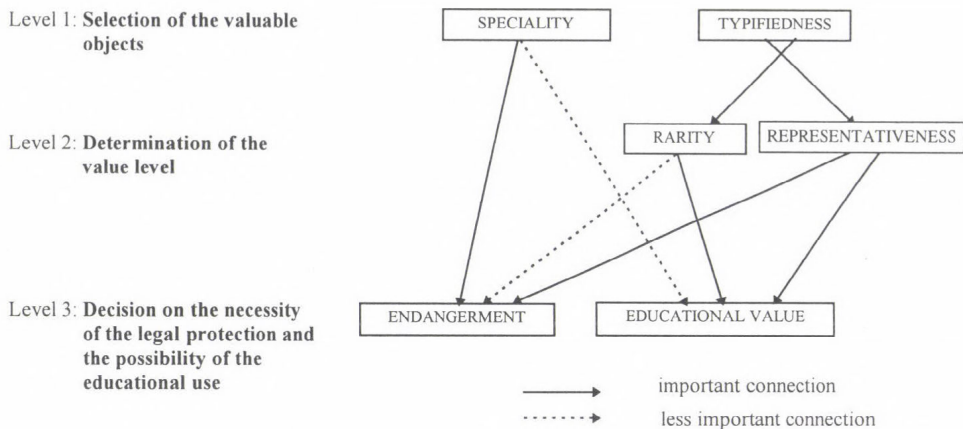 Level 1: Selection of the valuable
objects
SPECIALITY
TYPIFIEDNESS
Level 2: Determination of the
value level
RARITY
REPRESENTATIVENESS
Level 3: Decision on the necessity
of the legal protection and
the possibility of the
educational use
ENDANGERMENT
EDUCATIONAL VALUE
important connection
less important connection